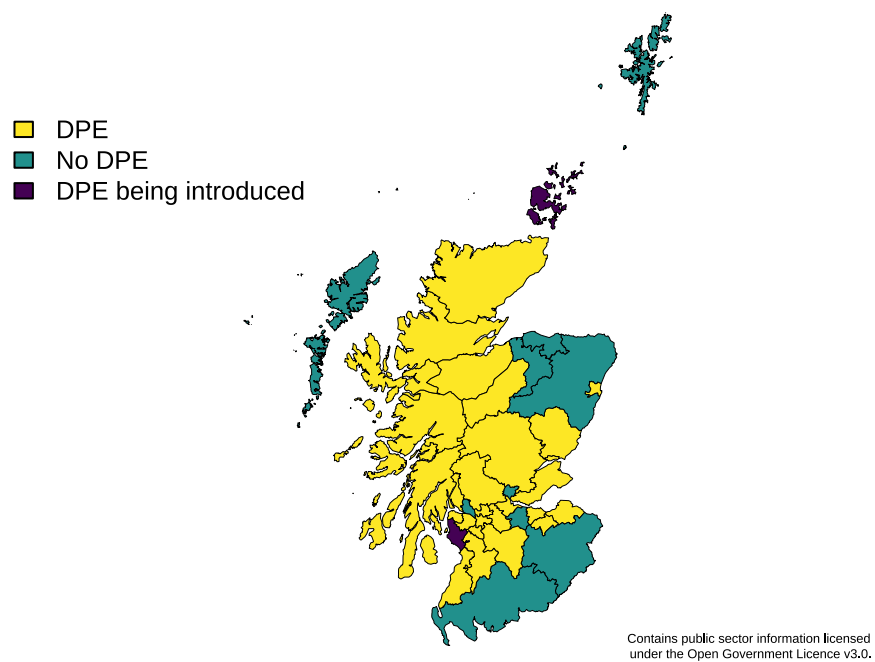 DPE
No DPE
DPE being introduced
Contains public sector information licensed
under the Open Government Licence v3.0.